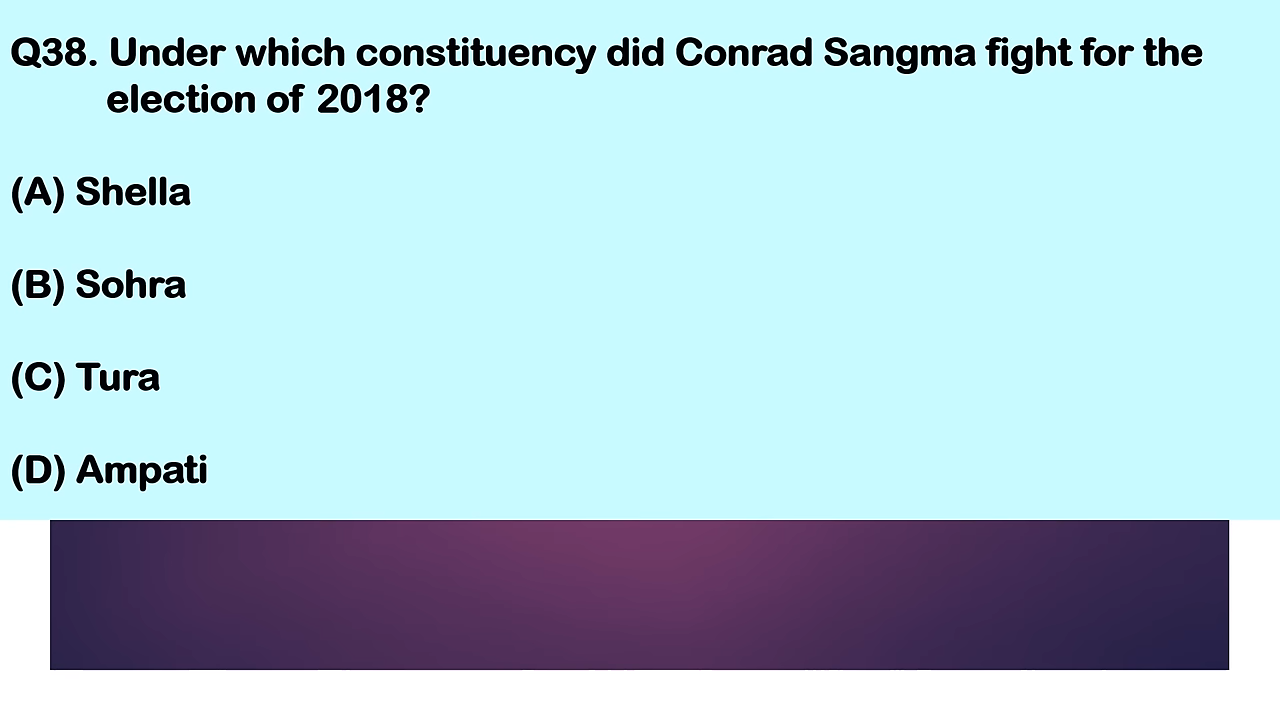 Q38. Under which constituency did Conrad Sangma fight for the
election of 2018?
(A) Shella
(B) Sohra
(C) Tura
(D) Ampati